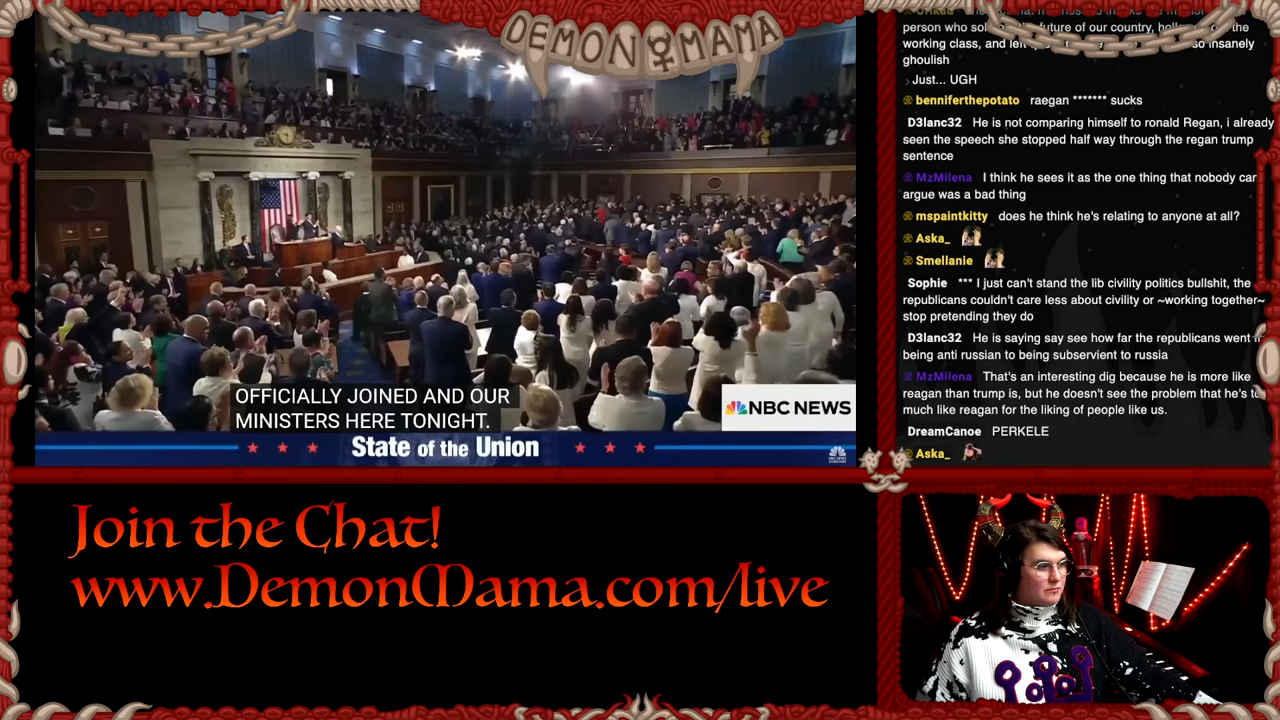 DEMON MAMA
person who sol future of our country, the
working class, and so insanely
ghoulish
Just... UGH
benniferthepotato raegan ******* sucks
D3lanc32 He is not comparing himself to ronald Regan, i already
seen the speech she stopped half way through the regan trump
sentence
MzMilena I think he sees it as the one thing that nobody can
argue was a bad thing
mspaintkitty does he think he's relating to anyone at all?
Aska_
Smellanie
Sophie *** I just can't stand the lib civility politics bullshit, the
republicans couldn't care less about civility or ~working together~
stop pretending they do
D3lanc32 He is saying say see how far the republicans went
being anti russian to being subservient to russia
MzMilena That's an interesting dig because he is more like
reagan than trump is, but he doesn't see the problem that he's
much like reagan for the liking of people like us.
DreamCanoe PERKELE
Aska_
OFFICIALLY JOINED AND OUR
MINISTERS HERE TONIGHT.
NBC NEWS
State of the Union
Join the Chat!
www.DemonMama.com/live